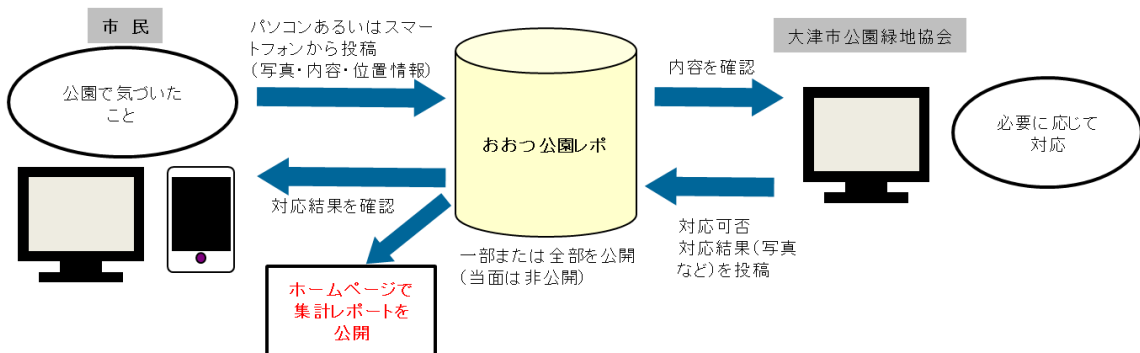 市 民
公園で気づいた
こと
パソコンあるいはスマ
ートフォンから投稿
(写真・内容・位置情報)
おおつ公園レポ
内容を確認
大津市公園緑地協会
必要に応じて
対応
対応結果を確認
対応可否
対応結果(写真
など)を投稿
一部または全部を公開
(当面は非公開)
ホームページで
集計レポートを
公開